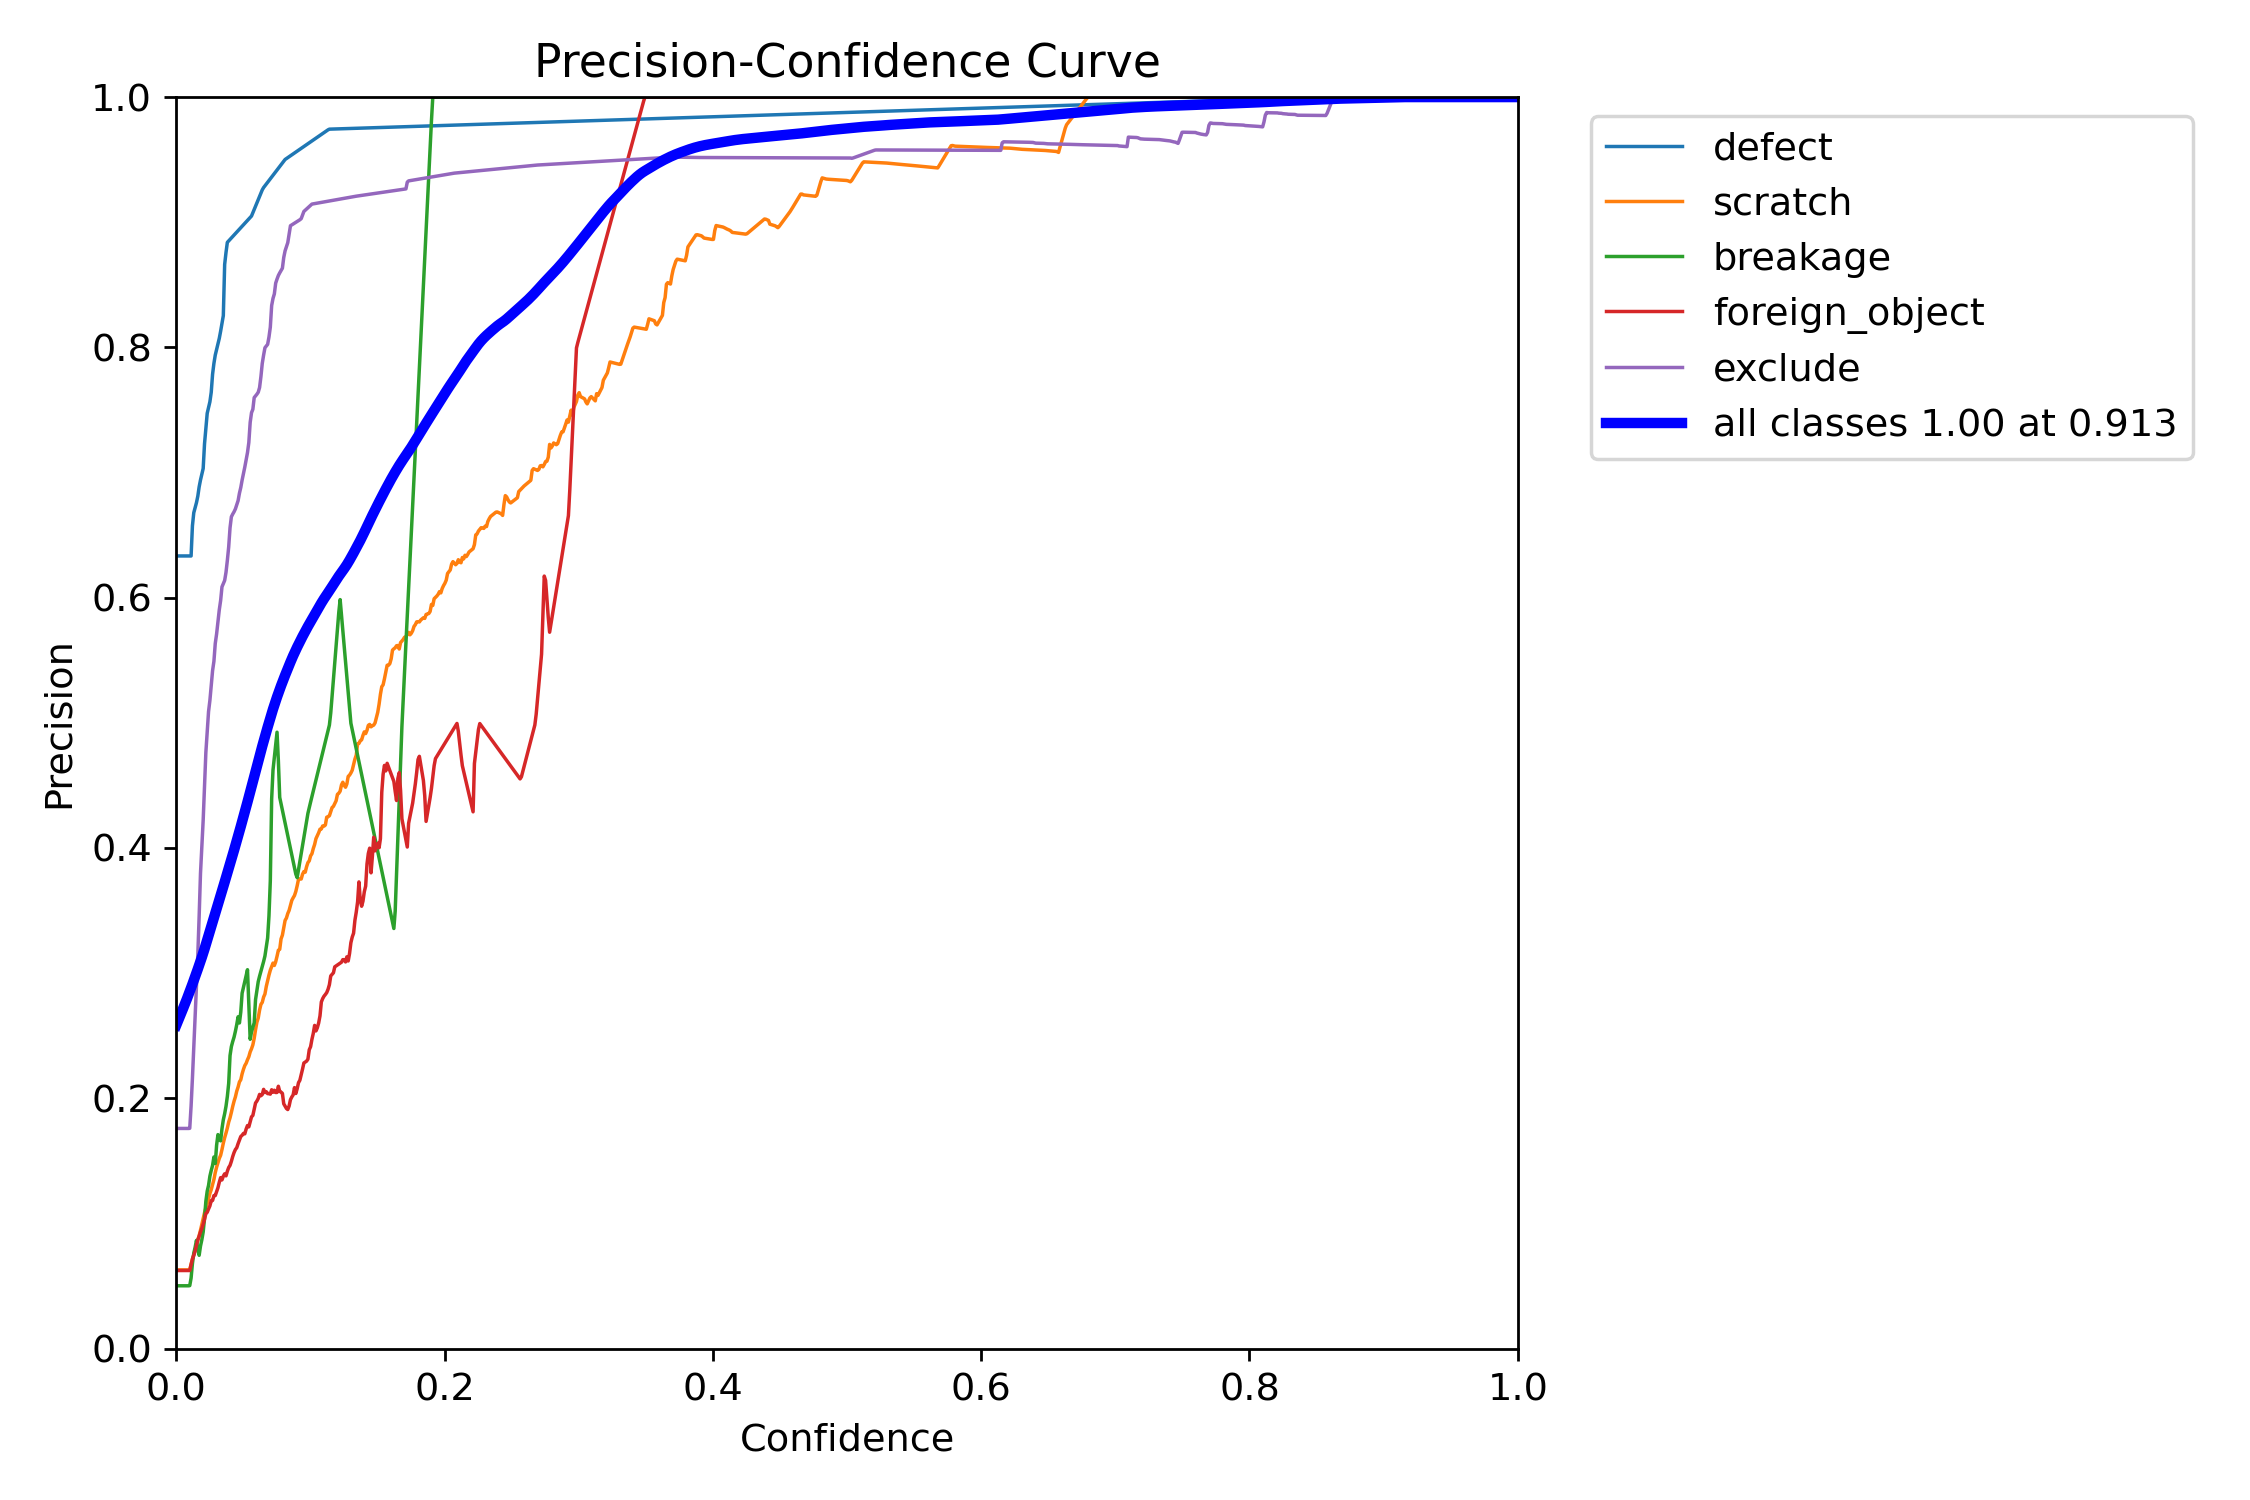 Precision-Confidence Curve
1.0
0.8
0.6
0.4
0.2
0.0
Precision
0.0 0.2 0.4 0.6 0.8 1.0
Confidence
defect
scratch
breakage
foreign_object
exclude
all classes 1.00 at 0.913